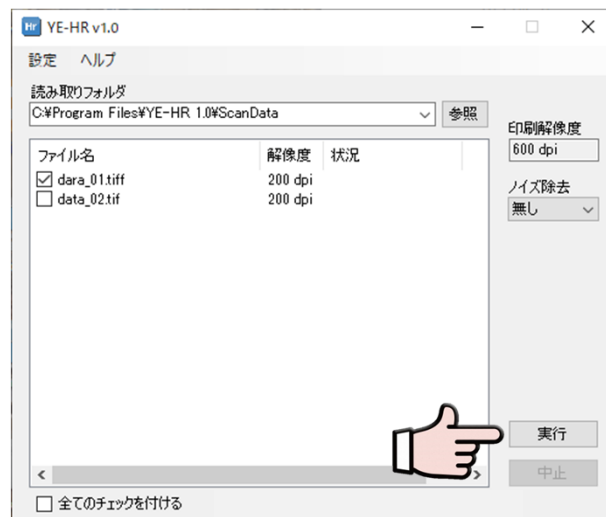 Hr YE-HR v1.0
設定 ヘルプ
読み取りフォルダ
C:¥Program Files¥YE-HR 1.0¥ScanData
参照
ファイル名 解像度 状況
dara_01.tiff 200 dpi
data_02.tif 200 dpi
全てのチェックを付ける
印刷解像度
600 dpi
ノイズ除去
無し
実行
中止